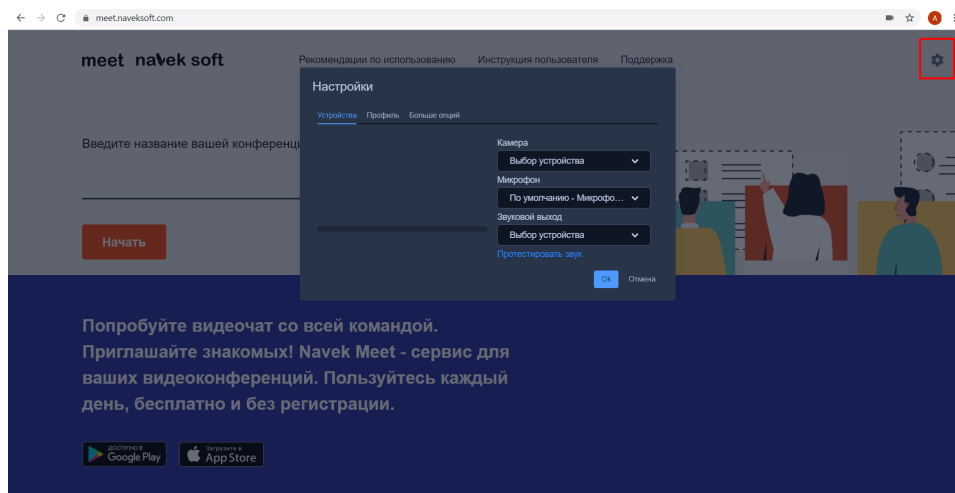 meet.naveksoft.com
A
meet navek soft
Рекомендации по использованию
Инструкция пользователя
Поддержка
Настройки
Устройства
Профиль
Больше опций
Введите название вашей конференци
Камера
Выбор устройства
Микрофон
По умолчанию - Микрофо...
Звуковой выход
Выбор устройства
Протестировать звук
Начать
Ok
Отмена
Попробуйте видеочат со всей командой.
Приглашайте знакомых! Navek Meet - сервис для
ваших видеоконференций. Пользуйтесь каждый
день, бесплатно и без регистрации.
ДОСТУПНО В
Google Play
Загрузите в
App Store